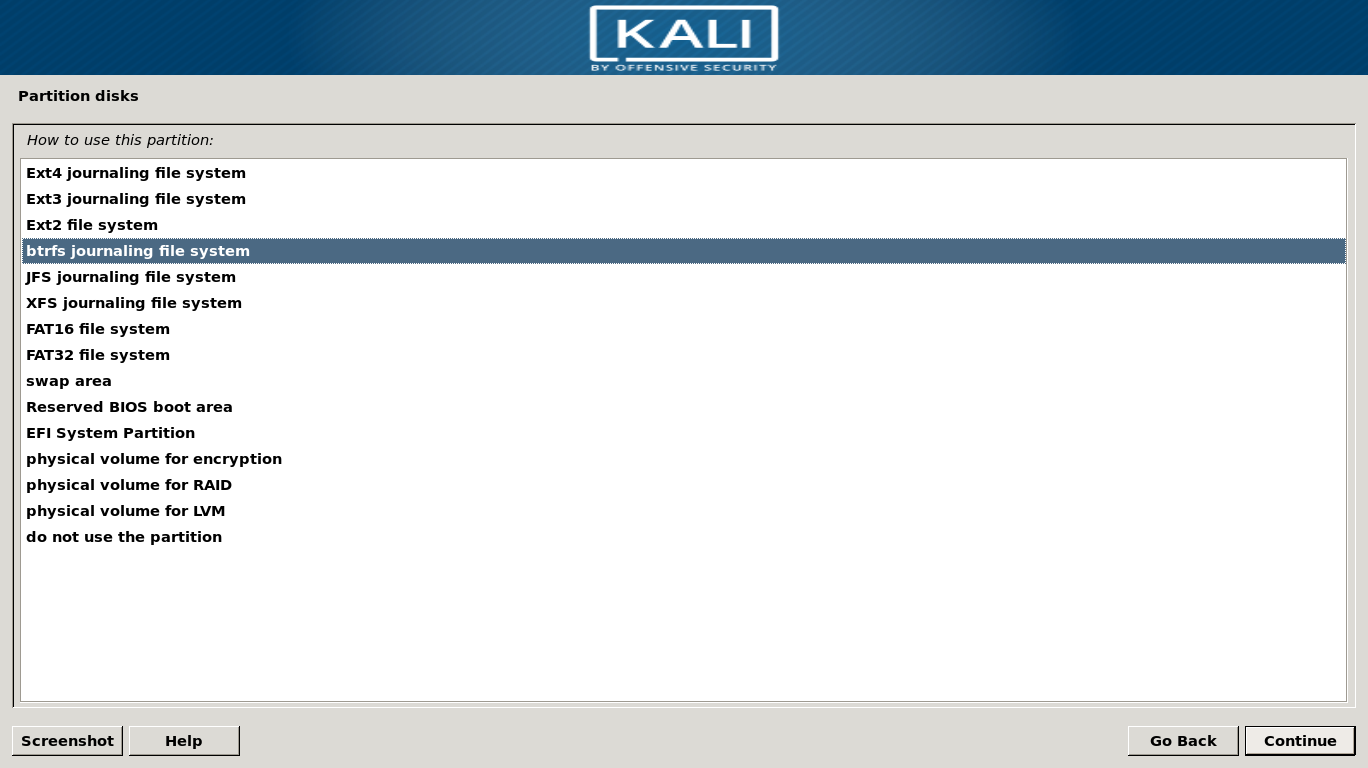 KALI
BY OFFENSIVE SECURITY
Partition disks
How to use this partition:
Ext4 journaling file system
Ext3 journaling file system
Ext2 file system
btrfs journaling file system
JFS journaling file system
XFS journaling file system
FAT16 file system
FAT32 file system
swap area
Reserved BIOS boot area
EFI System Partition
physical volume for encryption
physical volume for RAID
physical volume for LVM
do not use the partition
Screenshot Help Go Back Continue